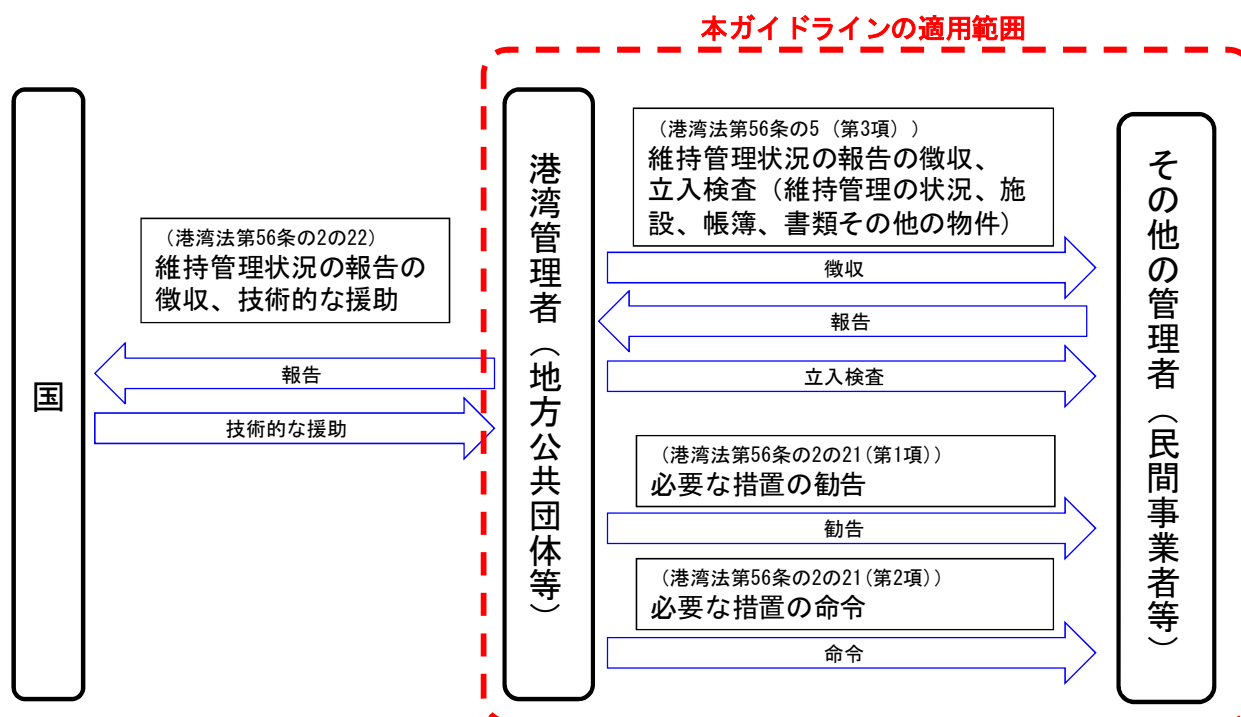 本ガイドラインの適用範囲
国
(港湾法第56条の2の22)
維持管理状況の報告の
徴収、技術的な援助
報告
技術的な援助
港湾管理者（地方公共団体等）
(港湾法第56条の5（第3項）)
維持管理状況の報告の徴収、
立入検査（維持管理の状況、施
設、帳簿、書類その他の物件）
徴収
報告
立入検査
(港湾法第56条の2の21(第1項))
必要な措置の勧告
勧告
(港湾法第56条の2の21(第2項))
必要な措置の命令
命令
その他の管理者（民間事業者等）